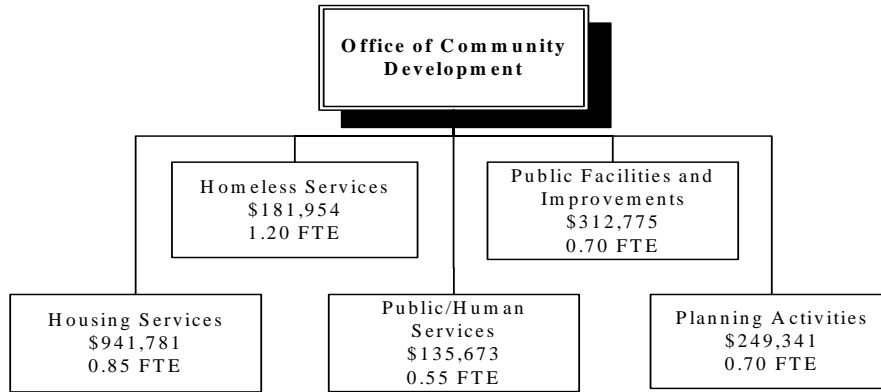 Office of Community
Development
Homeless Services
$181,954
1.20 FTE
Public Facilities and
Improvements
$312,775
0.70 FTE
Housing Services
$941,781
0.85 FTE
Public/Human
Services
$135,673
0.55 FTE
Planning Activities
$249,341
0.70 FTE